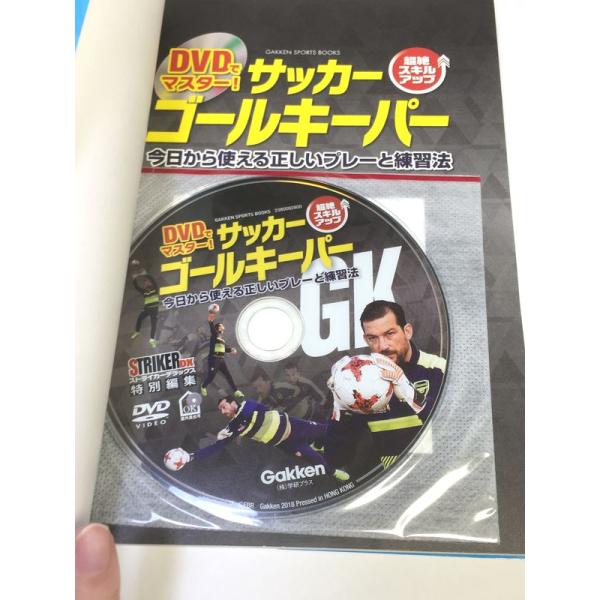 GAKKEN SPORTS BOOKS
DVDで
マスター!
サッカー
超絶
スキル
アップ
ゴールキーパー
今日から使える正しいプレーと練習法
GAKKEN SPORTS BOOKS 2380092800
DVDで
マスター!
サッカー
超絶
スキル
アップ
ゴールキーパー
今日から使える正しいプレーと練習法
GK
STRIKER DX
ストライカーデラックス
特別編集
DVD
VIDEO
OK
Gakken
(株)学研プラス
Gakken 2018 Pressed in HONG KONG